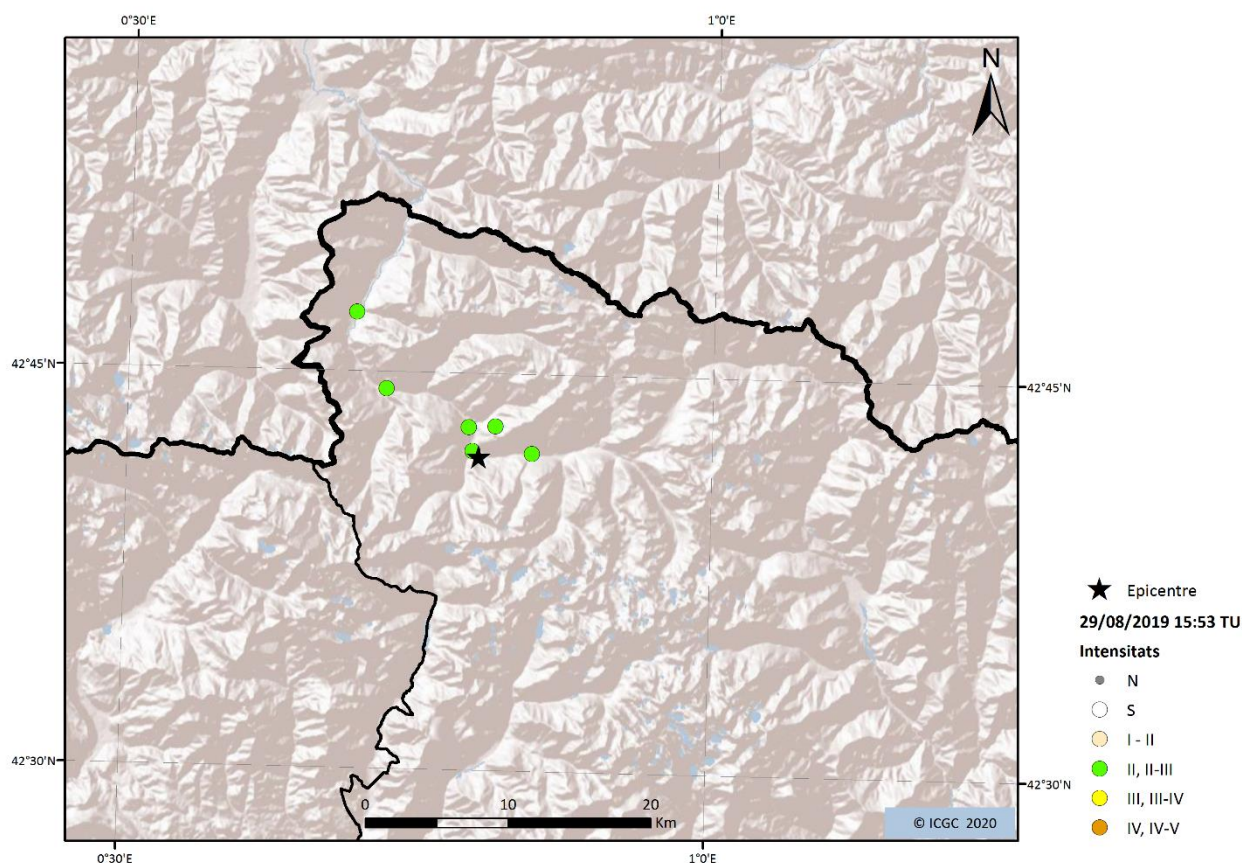 0°30'E
1°0'E
N
42°45'N
42°45'N
Epicentre
29/08/2019 15:53 TU
Intensitats
N
S
I - II
II, II-III
III, III-IV
IV, IV-V
42°30'N
42°30'N
0
10
20
Km
© ICGC 2020
0°30'E
1°0'E